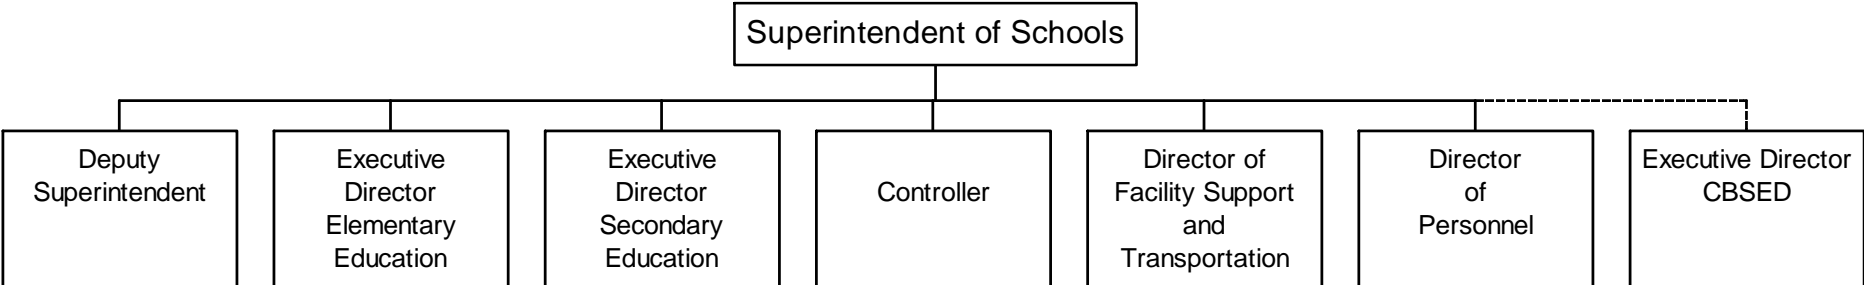 Superintendent of Schools
Deputy
Superintendent
Executive
Director
Elementary
Education
Executive
Director
Secondary
Education
Controller
Director of
Facility Support
and
Transportation
Director
of
Personnel
Executive Director
CBSED